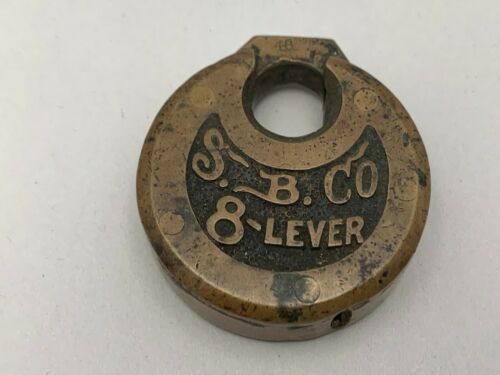 S. B. CO
8-LEVER